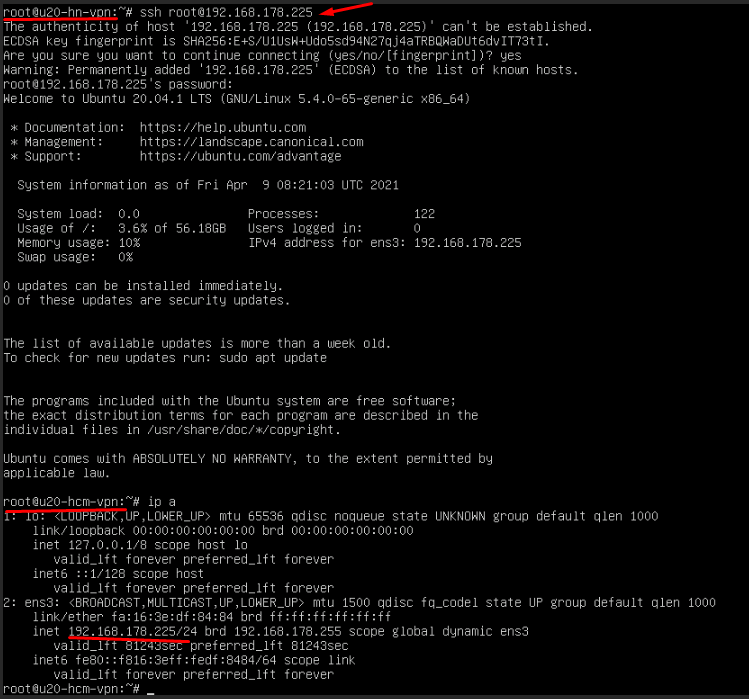 root@u20-hn-vpn:~# ssh root@192.168.178.225
The authenticity of host '192.168.178.225 (192.168.178.225)' can't be established.
ECDSA key fingerprint is SHA256:E+S/U1UsW+Udo5sd94N27qj4aTRBQWaDUt6dvIT73tI.
Are you sure you want to continue connecting (yes/no/[fingerprint])? yes
Warning: Permanently added '192.168.178.225' (ECDSA) to the list of known hosts.
root@192.168.178.225's password:
Welcome to Ubuntu 20.04.1 LTS (GNU/Linux 5.4.0-65-generic x86_64)
* Documentation:  https://help.ubuntu.com
* Management:     https://landscape.canonical.com
* Support:        https://ubuntu.com/advantage
System information as of Fri Apr  9 08:21:03 UTC 2021
System load:  0.0               Processes:             122
Usage of /:   3.6% of 56.18GB   Users logged in:       0
Memory usage: 10%               IPv4 address for ens3: 192.168.178.225
Swap usage:   0%
0 updates can be installed immediately.
0 of these updates are security updates.
The list of available updates is more than a week old.
To check for new updates run: sudo apt update
The programs included with the Ubuntu system are free software;
the exact distribution terms for each program are described in the
individual files in /usr/share/doc/*/copyright.
Ubuntu comes with ABSOLUTELY NO WARRANTY, to the extent permitted by
applicable law.
root@u20-hcm-vpn:~# ip a
1: lo: <LOOPBACK,UP,LOWER_UP> mtu 65536 qdisc noqueue state UNKNOWN group default qlen 1000
link/loopback 00:00:00:00:00:00 brd 00:00:00:00:00:00
inet 127.0.0.1/8 scope host lo
valid_lft forever preferred_lft forever
inet6 ::1/128 scope host
valid_lft forever preferred_lft forever
2: ens3: <BROADCAST,MULTICAST,UP,LOWER_UP> mtu 1500 qdisc fq_codel state UP group default qlen 1000
link/ether fa:16:3e:df:84:84 brd ff:ff:ff:ff:ff:ff
inet 192.168.178.225/24 brd 192.168.178.255 scope global dynamic ens3
valid_lft 81243sec preferred_lft 81243sec
inet6 fe80::f816:3eff:fedf:8484/64 scope link
valid_lft forever preferred_lft forever
root@u20-hcm-vpn:~# _